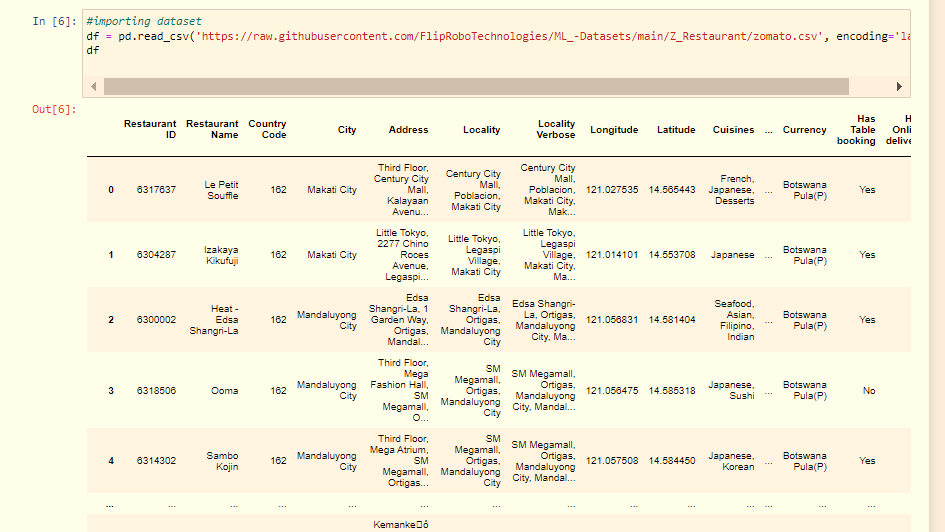 In [6]: #importing dataset
df = pd.read_csv('https://raw.githubusercontent.com/FlipRoboTechnologies/ML_-Datasets/main/Z_Restaurant/zomato.csv', encoding='la
df
Out[6]:
Restaurant ID Restaurant Name Country Code City Address Locality Locality Verbose Longitude Latitude Cuisines ... Currency Has Table booking H Onli delive
0 6317637 Le Petit Souffle 162 Makati City Third Floor, Century City Mall, Kalayaan Avenu... Century City Mall, Poblacion, Makati City Century City Mall, Poblacion, Makati City, Mak... 121.027535 14.565443 French, Japanese, Desserts ... Botswana Pula(P) Yes
1 6304287 Izakaya Kikufuji 162 Makati City Little Tokyo, 2277 Chino Roces Avenue, Legaspi... Little Tokyo, Legaspi Village, Makati City Little Tokyo, Legaspi Village, Makati City, Ma... 121.014101 14.553708 Japanese ... Botswana Pula(P) Yes
2 6300002 Heat - Edsa Shangri-La 162 Mandaluyong City Edsa Shangri-La, 1 Garden Way, Ortigas, Mandal... Edsa Shangri-La, Ortigas, Mandaluyong City Edsa Shangri-La, Ortigas, Mandaluyong City, Ma... 121.056831 14.581404 Seafood, Asian, Filipino, Indian ... Botswana Pula(P) Yes
3 6318506 Ooma 162 Mandaluyong City Third Floor, Mega Fashion Hall, SM Megamall, O... SM Megamall, Ortigas, Mandaluyong City SM Megamall, Ortigas, Mandaluyong City, Mandal... 121.056475 14.585318 Japanese, Sushi ... Botswana Pula(P) No
4 6314302 Sambo Kojin 162 Mandaluyong City Third Floor, Mega Atrium, SM Megamall, Ortigas... SM Megamall, Ortigas, Mandaluyong City SM Megamall, Ortigas, Mandaluyong City, Mandal... 121.057508 14.584450 Japanese, Korean ... Botswana Pula(P) Yes
... ... ... ... ... ... ... ... ... ... ... ... ... ...
Kemanke□ô